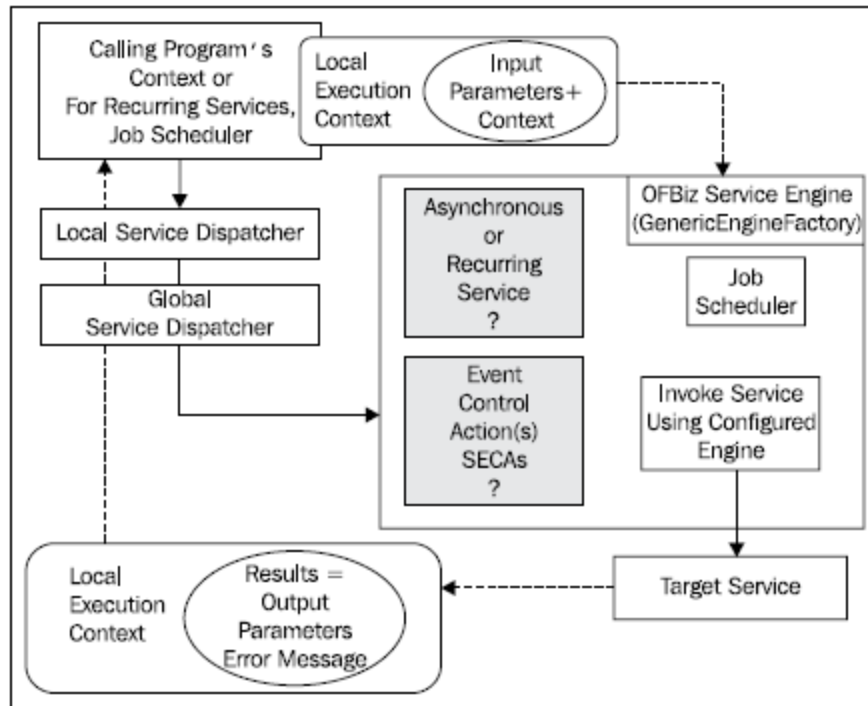 Calling Program's
Context or
For Recurring Services,
Job Scheduler
Local
Execution
Context
Input
Parameters+
Context
OFBiz Service Engine
(GenericEngineFactory)
Asynchronous
or
Recurring
Service
?
Job
Scheduler
Local Service Dispatcher
Global
Service Dispatcher
Event
Control
Action(s)
SECAs
?
Invoke Service
Using Configured
Engine
Target Service
Local
Execution
Context
Results =
Output
Parameters
Error Message